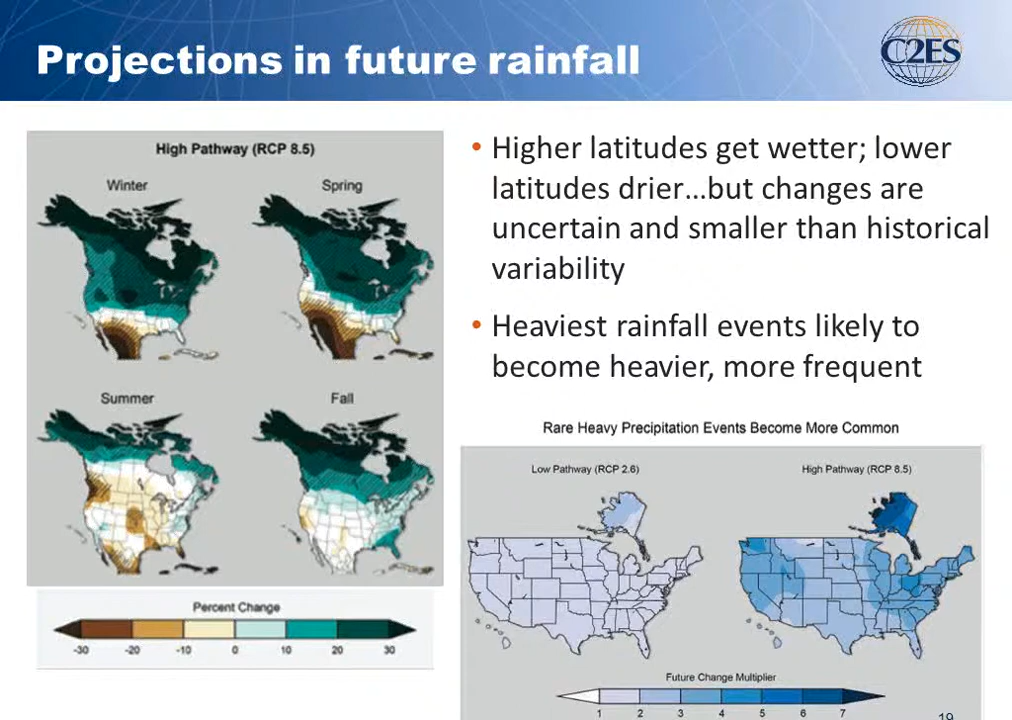 Projections in future rainfall
C2ES
High Pathway (RCP 8.5)
Winter
Spring
Summer
Fall
Percent Change
-30 -20 -10 0 10 20 30
• Higher latitudes get wetter; lower
latitudes drier...but changes are
uncertain and smaller than historical
variability
• Heaviest rainfall events likely to
become heavier, more frequent
Rare Heavy Precipitation Events Become More Common
Low Pathway (RCP 2.6)
High Pathway (RCP 8.5)
Future Change Multiplier
1 2 3 4 5 6 7
19